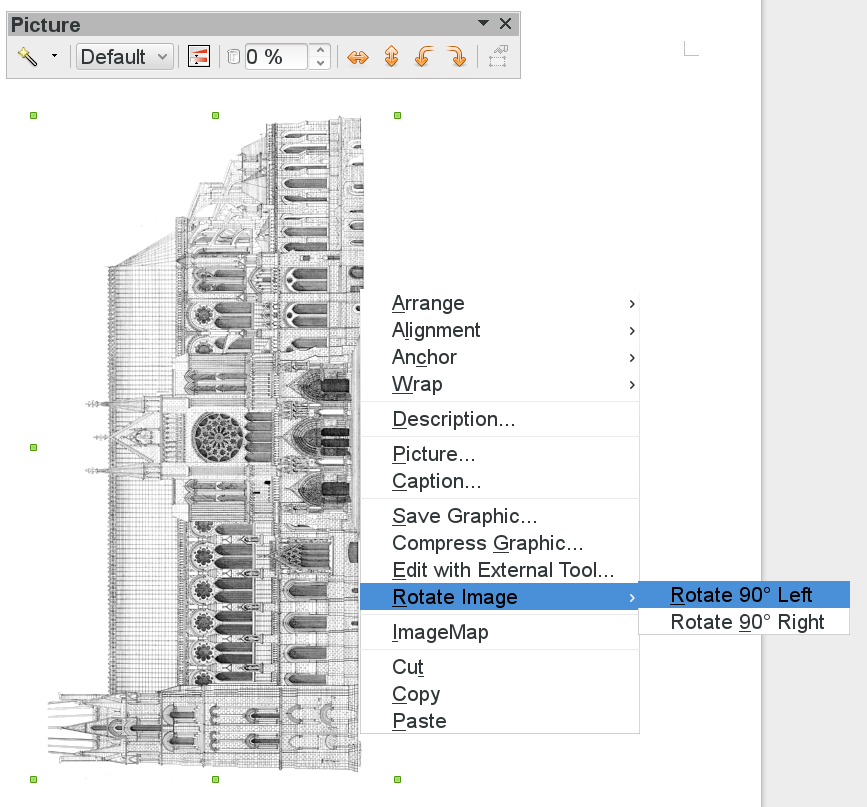 Picture
Default
0 %
Arrange
Alignment
Anchor
Wrap
Description...
Picture...
Caption...
Save Graphic...
Compress Graphic...
Edit with External Tool...
Rotate Image
Rotate 90° Left
Rotate 90° Right
ImageMap
Cut
Copy
Paste